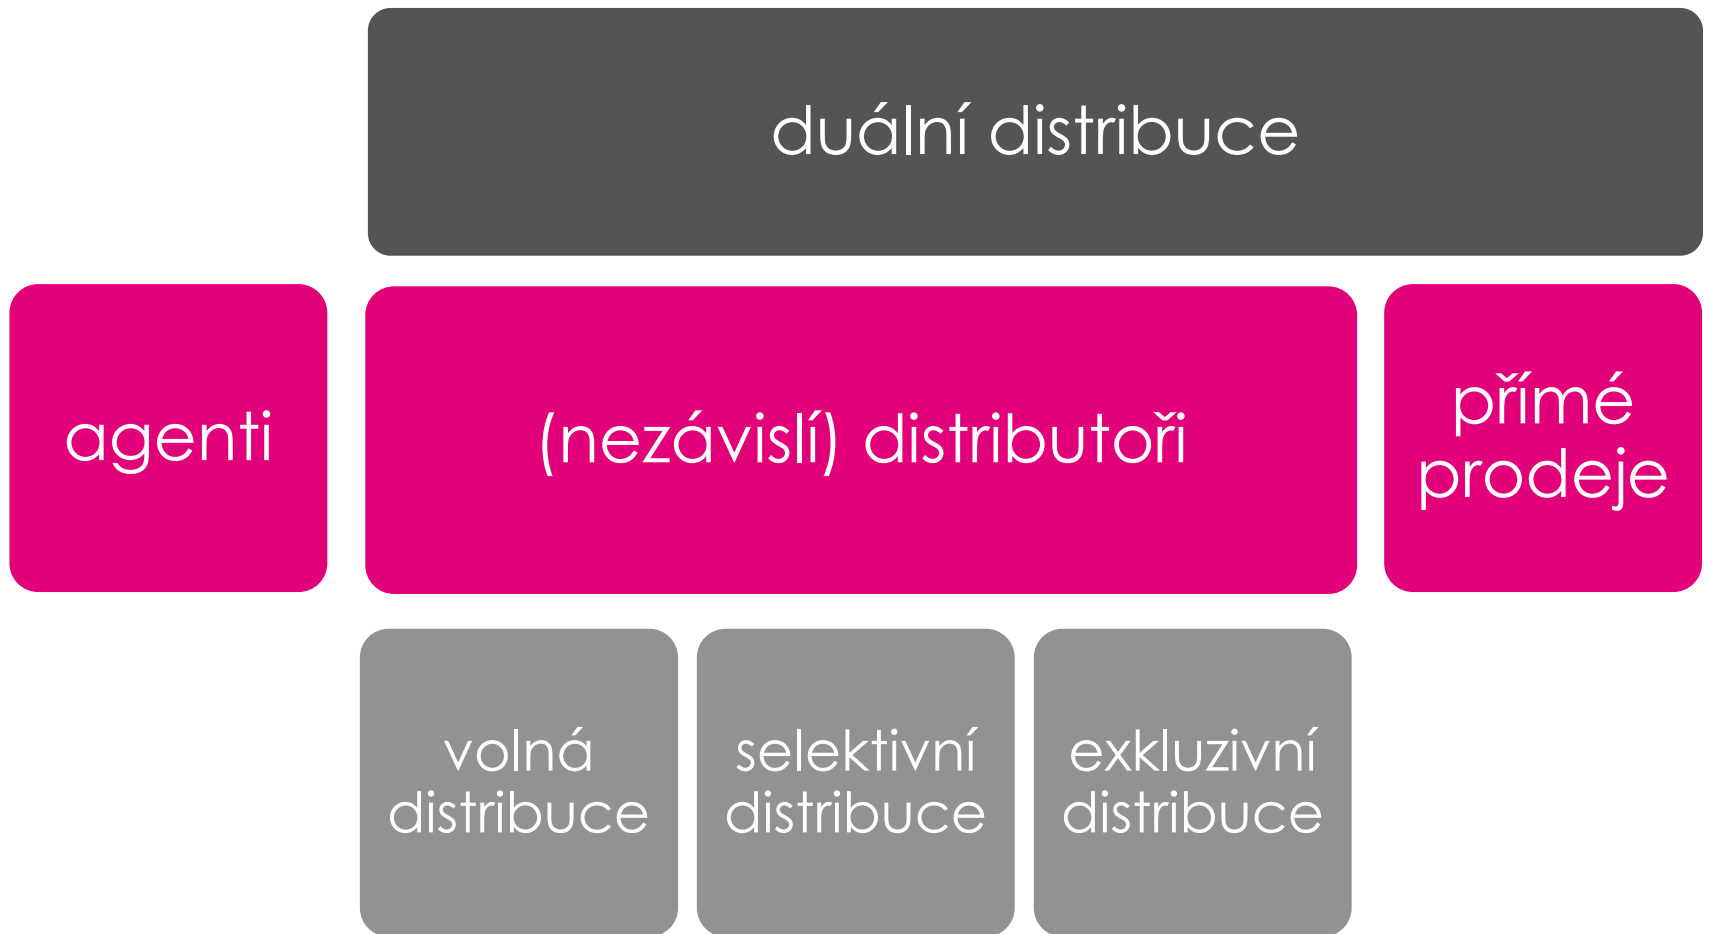 duální distribuce
agenti
(nezávislí) distributoři
přímé
prodeje
volná
distribuce
selektivní
distribuce
exkluzivní
distribuce